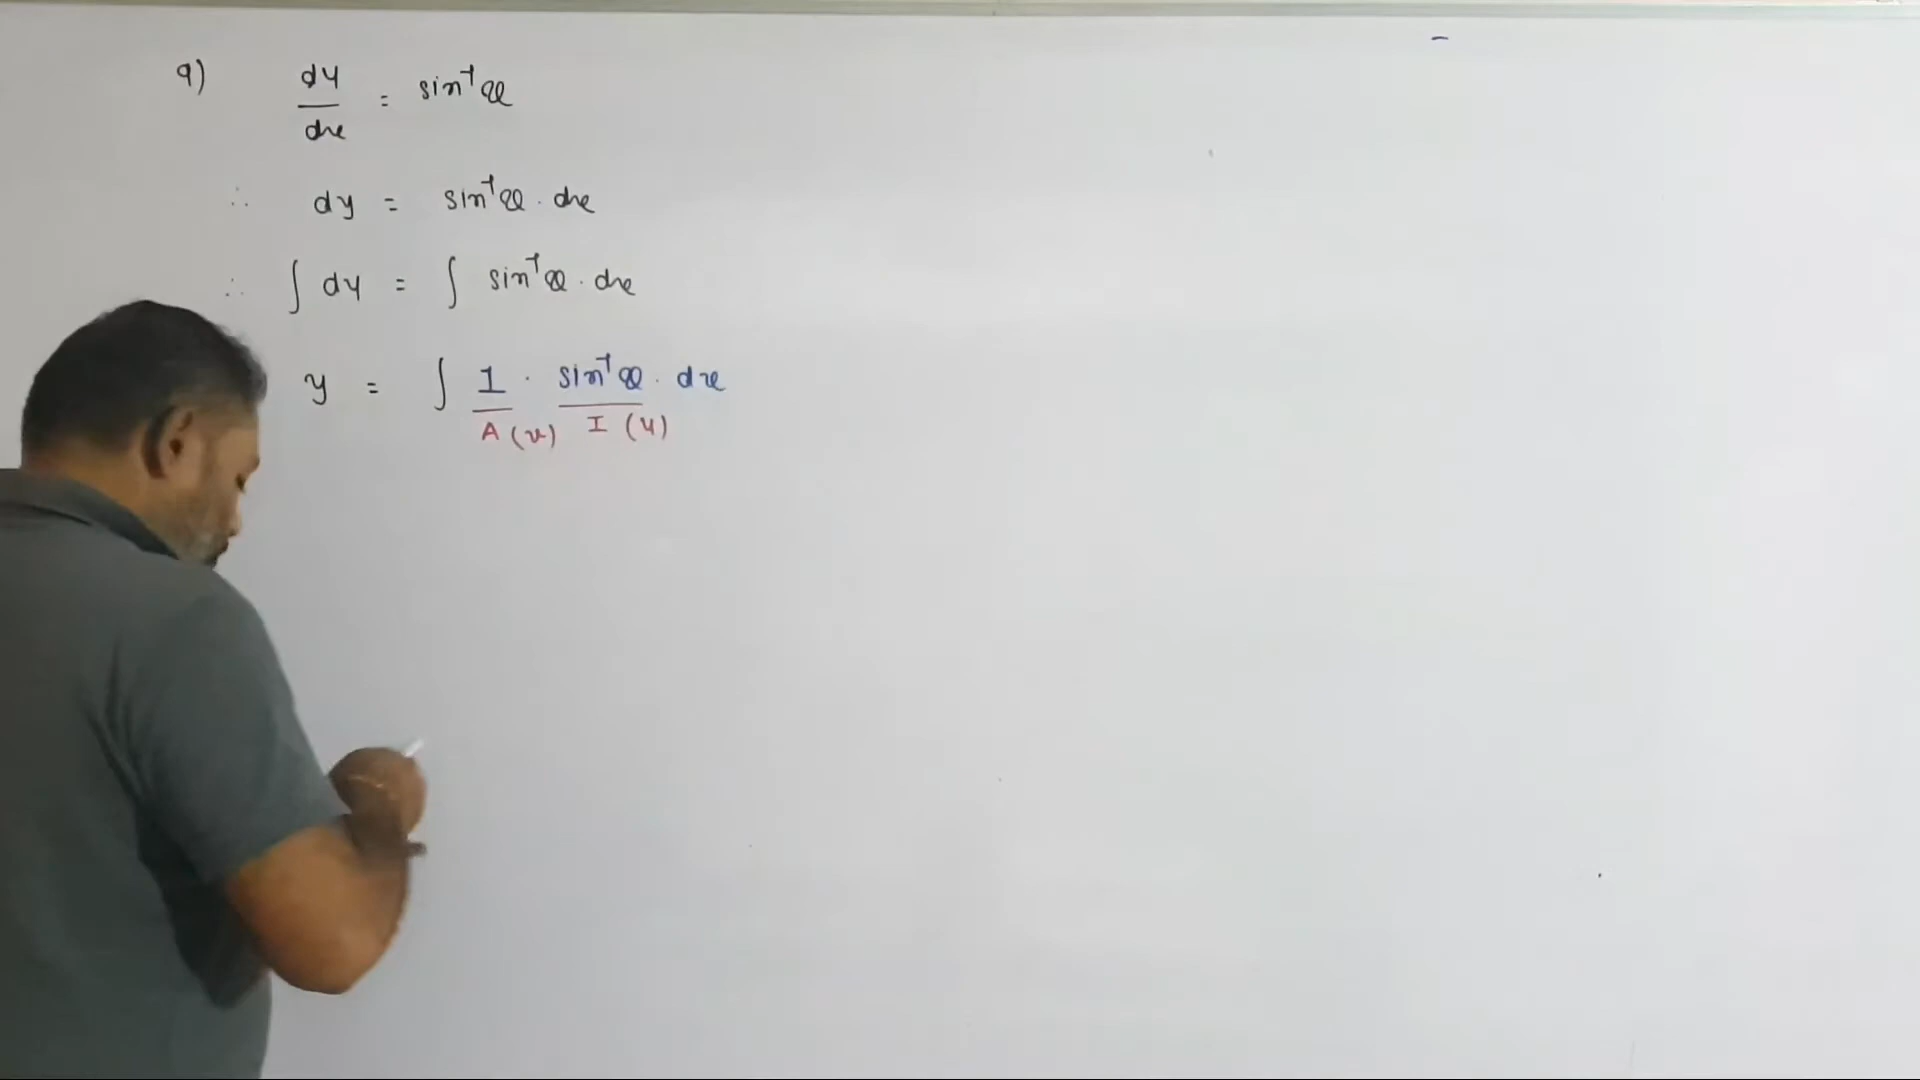 9) dy/dx = sin⁻¹x
∴ dy = sin⁻¹x · dx
∴ ∫ dy = ∫ sin⁻¹x · dx
y = ∫ 1 · sin⁻¹x · dx
A (v) I (u)